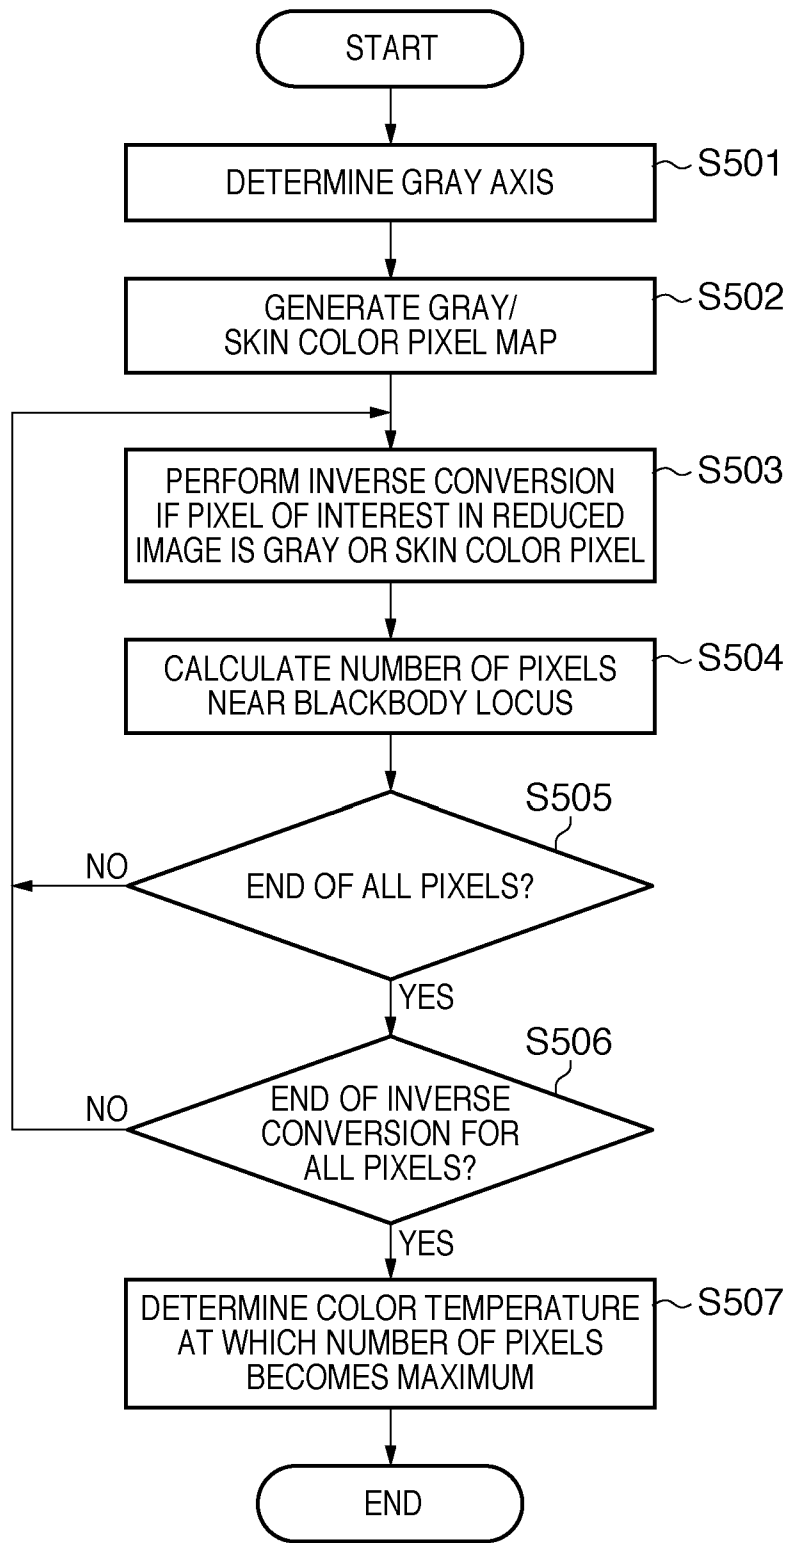 START
DETERMINE GRAY AXIS
S501
GENERATE GRAY/
SKIN COLOR PIXEL MAP
S502
PERFORM INVERSE CONVERSION
IF PIXEL OF INTEREST IN REDUCED
IMAGE IS GRAY OR SKIN COLOR PIXEL
S503
CALCULATE NUMBER OF PIXELS
NEAR BLACKBODY LOCUS
S504
S505
END OF ALL PIXELS?
NO
YES
S506
END OF INVERSE
CONVERSION FOR
ALL PIXELS?
NO
YES
DETERMINE COLOR TEMPERATURE
AT WHICH NUMBER OF PIXELS
BECOMES MAXIMUM
S507
END